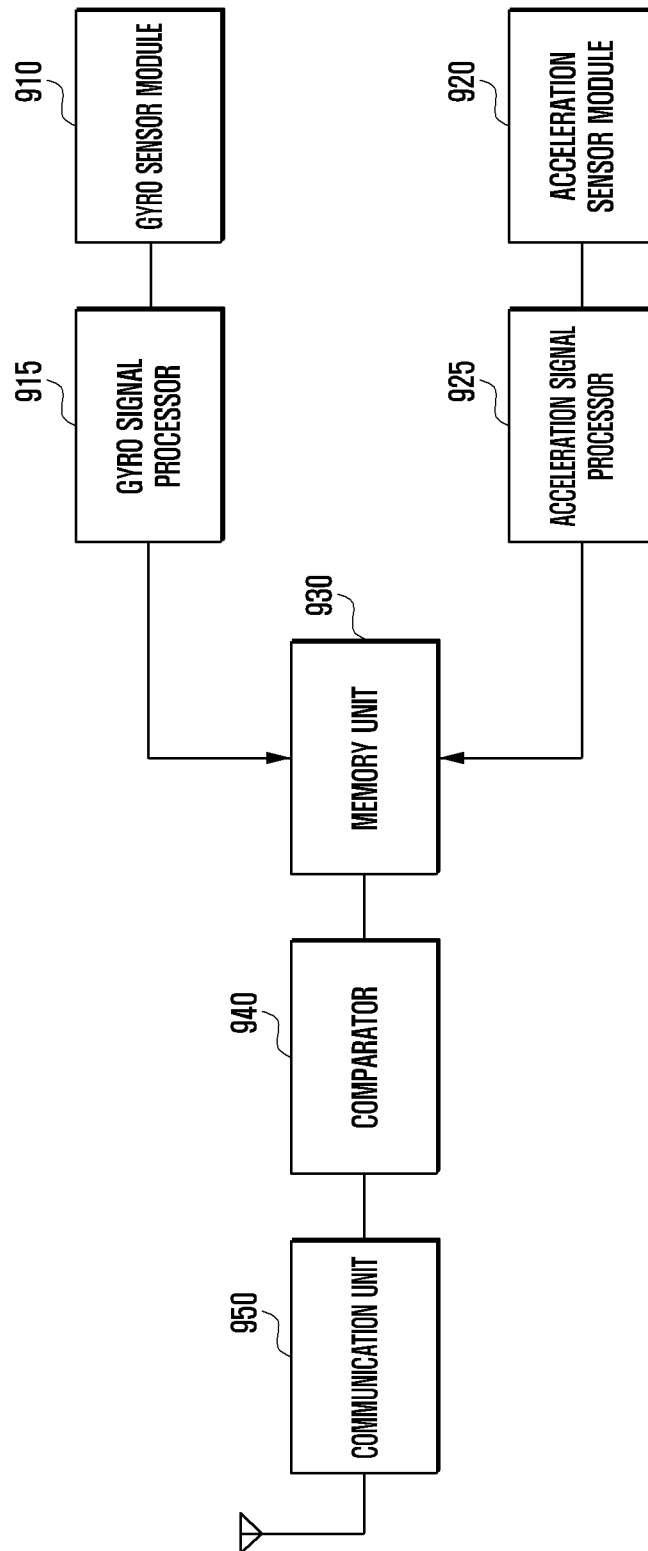 910
GYRO SENSOR MODULE
915
GYRO SIGNAL
PROCESSOR
920
ACCELERATION
SENSOR MODULE
925
ACCELERATION SIGNAL
PROCESSOR
930
MEMORY UNIT
940
COMPARATOR
950
COMMUNICATION UNIT